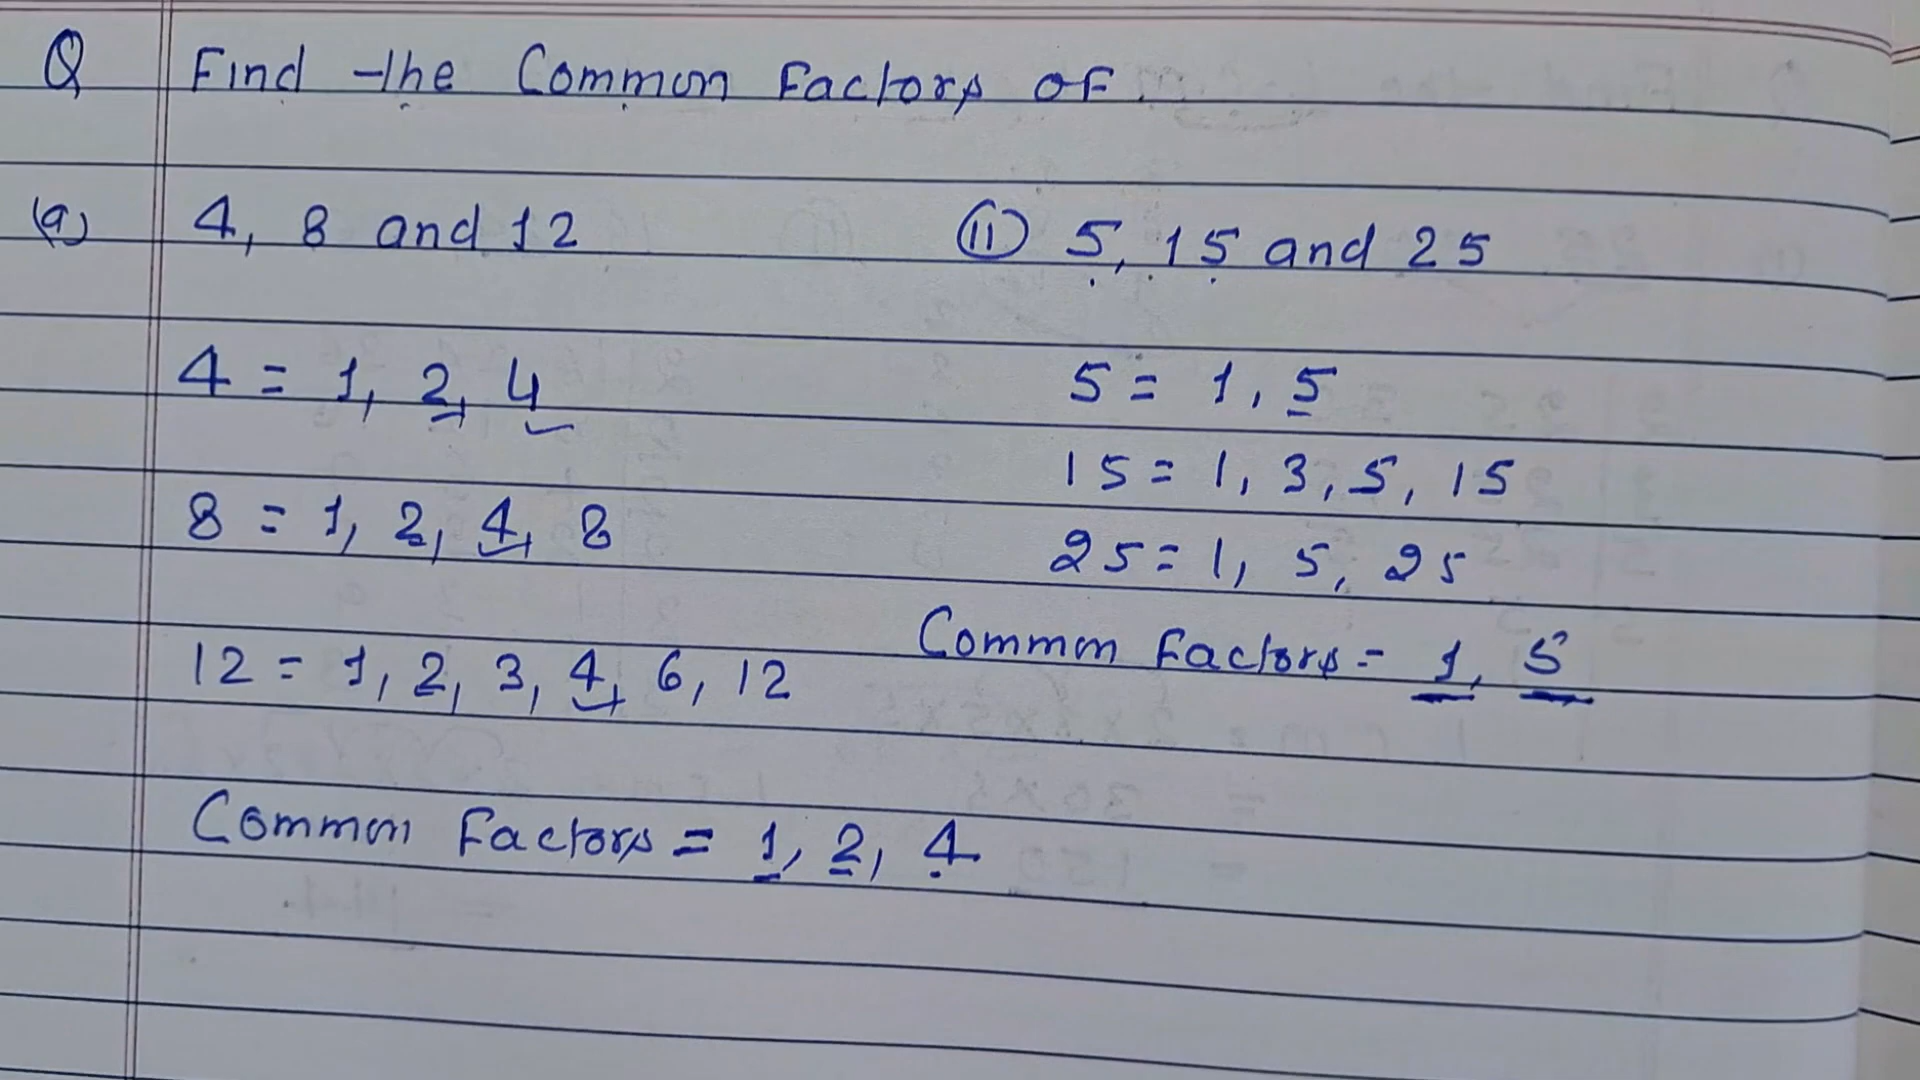 Q Find the Common Factors of
(a) 4, 8 and 12
4 = 1, 2, 4
8 = 1, 2, 4, 8
12 = 1, 2, 3, 4, 6, 12
Common Factors = 1, 2, 4
(ii) 5, 15 and 25
5 = 1, 5
15 = 1, 3, 5, 15
25 = 1, 5, 25
Common Factors = 1, 5